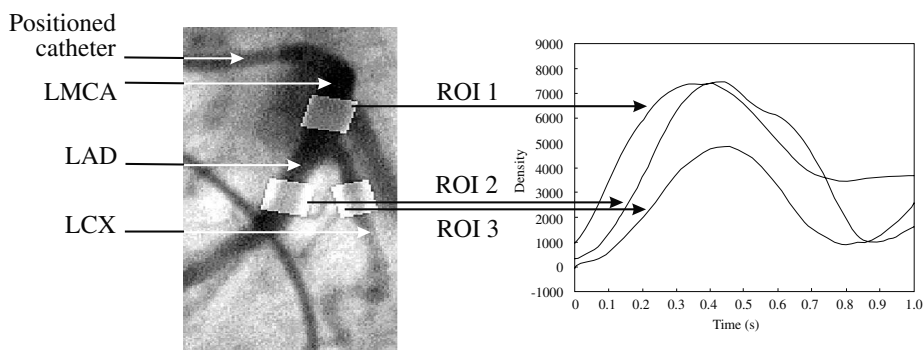 Positioned
catheter
LMCA
LAD
LCX
ROI 1
ROI 2
ROI 3
Density
9000
8000
7000
6000
5000
4000
3000
2000
1000
0
-1000
0
0.1
0.2
0.3
0.4
0.5
0.6
0.7
0.8
0.9
1.0
Time (s)